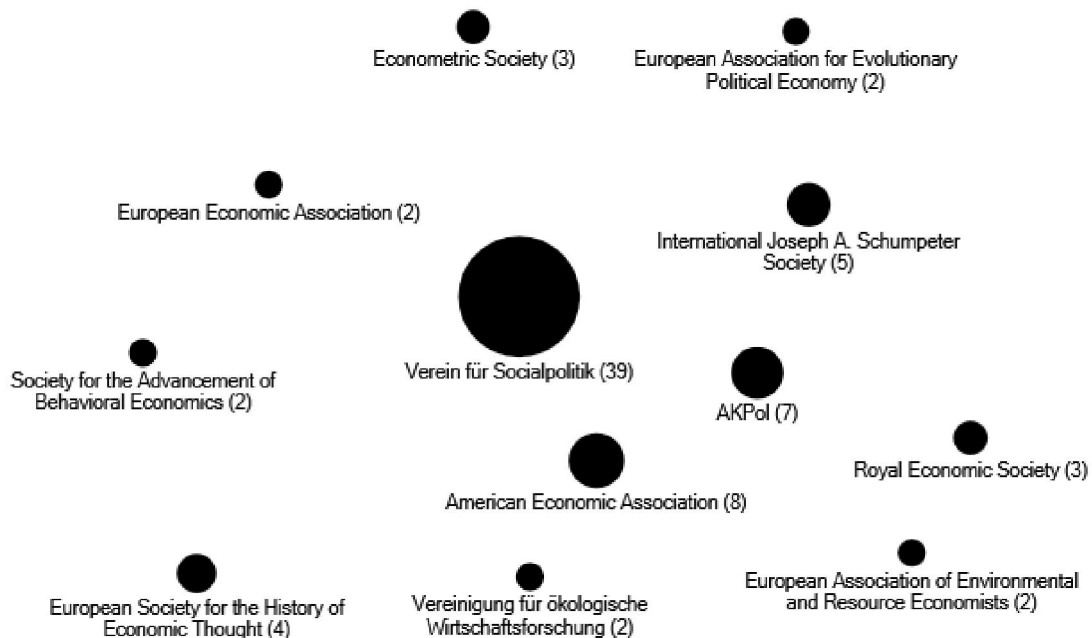 Econometric Society (3)
European Association for Evolutionary
Political Economy (2)
European Economic Association (2)
International Joseph A. Schumpeter
Society (5)
Verein für Socialpolitik (39)
Society for the Advancement of
Behavioral Economics (2)
AKPol (7)
Royal Economic Society (3)
American Economic Association (8)
European Society for the History of
Economic Thought (4)
Vereinigung für ökologische
Wirtschaftsforschung (2)
European Association of Environmental
and Resource Economists (2)